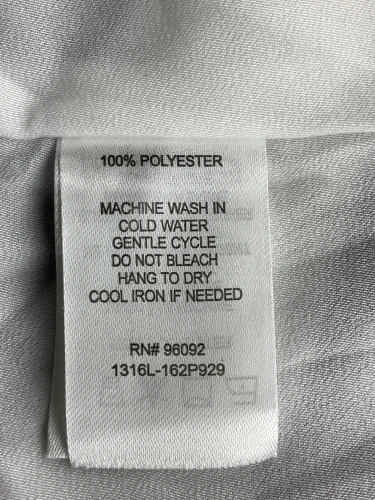 100% POLYESTER
MACHINE WASH IN
COLD WATER
GENTLE CYCLE
DO NOT BLEACH
HANG TO DRY
COOL IRON IF NEEDED
RN# 96092
1316L-162P929